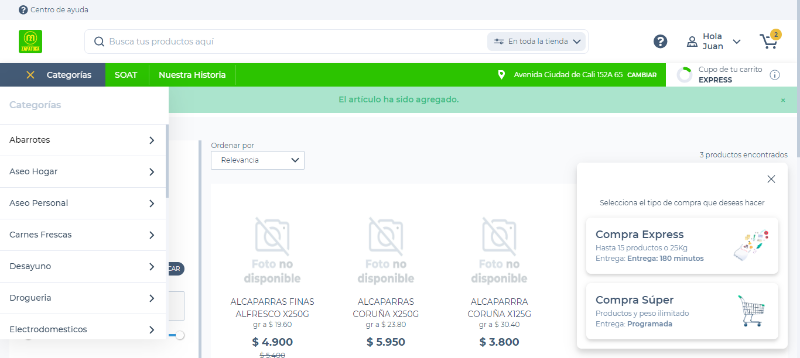 Centro de ayuda
Busca tus productos aquí
En toda la tienda
Hola
Juan
2
Categorías
SOAT
Nuestra Historia
Avenida Ciudad de Cali 152A 65 CAMBIAR
Cupo de tu carrito
EXPRESS
El artículo ha sido agregado.
×
Categorías
Abarrotes
Aseo Hogar
Aseo Personal
Carnes Frescas
Desayuno
Drogueria
Electrodomesticos
CAR
Ordenar por
Relevancia
3 productos encontrados
Foto no
disponible
ALCAPARRAS FINAS
ALFRESCO X250G
gr a $ 19.60
$ 4.900
$ 5.400
Foto no
disponible
ALCAPARRAS
CORUÑA X250G
gr a $ 23.80
$ 5.950
Foto no
disponible
ALCAPARRRA
CORUÑA X125G
gr a $ 30.40
$ 3.800
Selecciona el tipo de compra que deseas hacer
Compra Express
Hasta 15 productos o 25Kg
Entrega: Entrega: 180 minutos
Compra Súper
Productos y peso ilimitado
Entrega: Programada